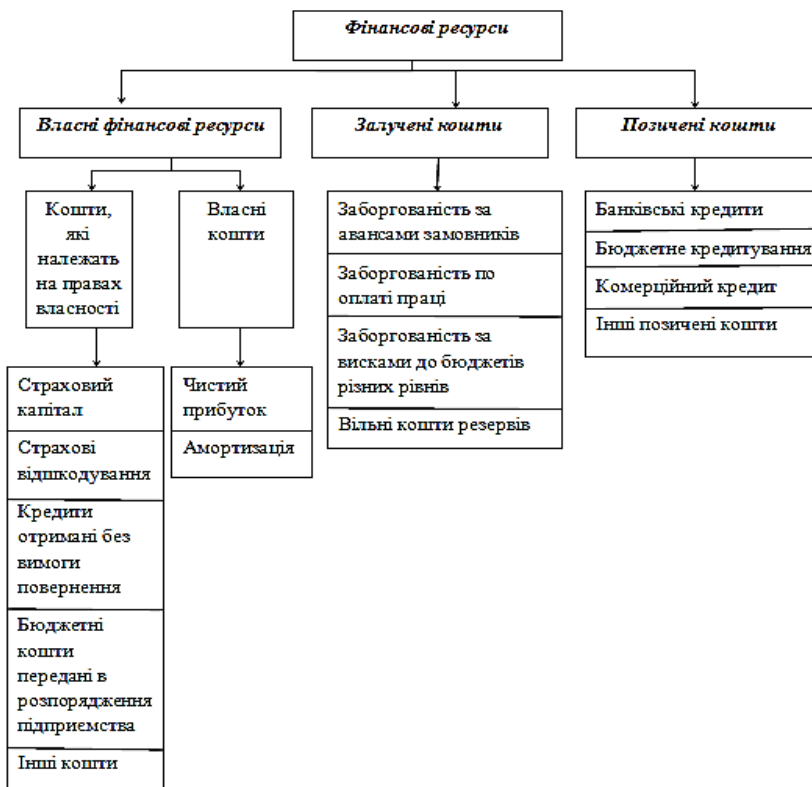 Фінансові ресурси
Власні фінансові ресурси
Залучені кошти
Позичені кошти
Кошти,
які
належать
на правах
власності
Власні
кошти
Заборгованість за
авансами замовників
Заборгованість по
оплаті праці
Заборгованість за
висками до бюджетів
різних рівнів
Вільні кошти резервів
Банківські кредити
Бюджетне кредитування
Комерційний кредит
Інші позичені кошти
Страховий
капітал
Страхові
відшкодування
Кредити
отримані без
вимоги
повернення
Бюджетні
кошти
передані в
розпорядження
підприємства
Інші кошти
Чистий
прибуток
Амортизація